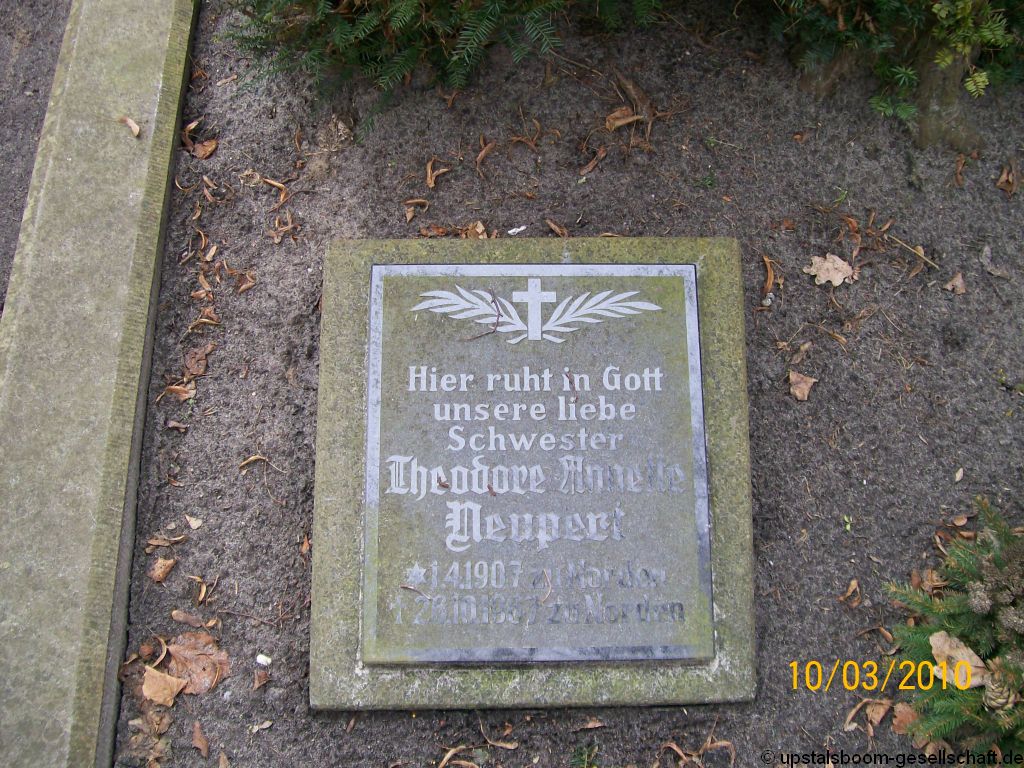 Hier ruht in Gott
unsere liebe
Schwester
Theodore Annette
Neupert
* 1.4.1907 zu Norden
† 28.10.1967 zu Norden
10/03/2010
© upstalsboom-gesellschaft.de